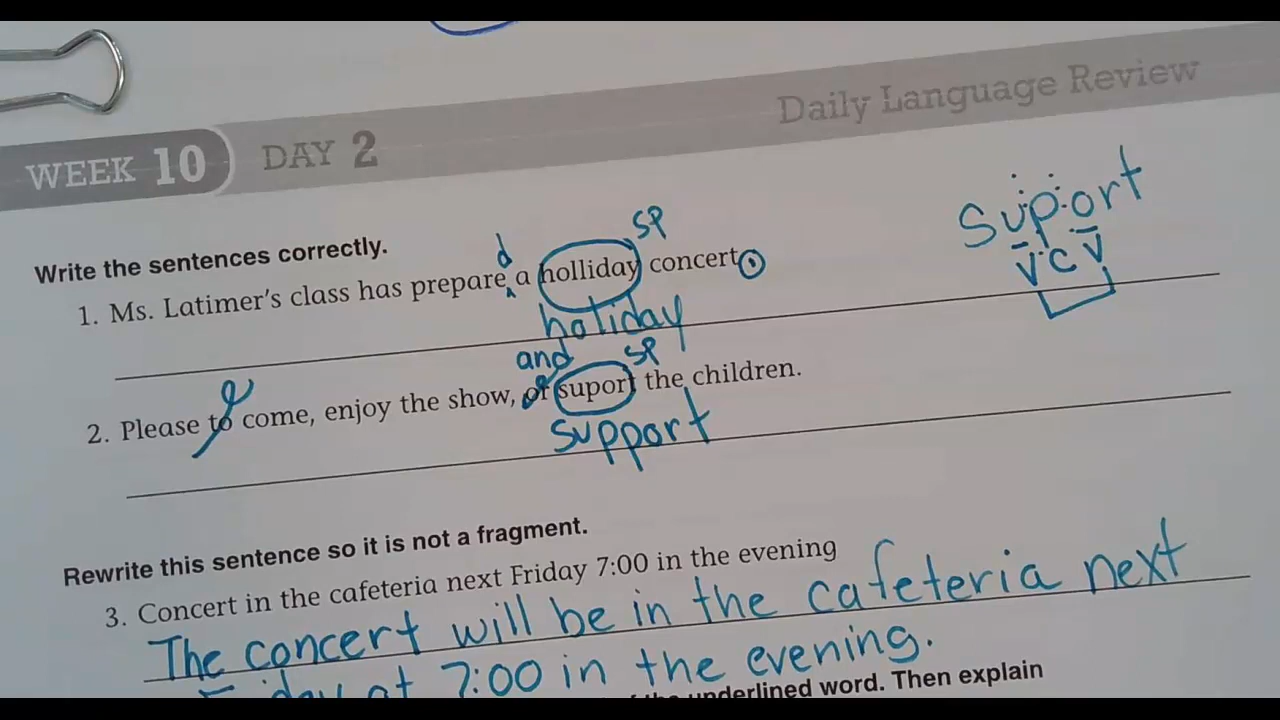 Daily Language Review
WEEK 10 DAY 2
Write the sentences correctly.
d sp
1. Ms. Latimer's class has prepare a holliday concert.
holiday
Suport
V C V
and sp
2. Please to come, enjoy the show, or suport the children.
support
Rewrite this sentence so it is not a fragment.
3. Concert in the cafeteria next Friday 7:00 in the evening
The concert will be in the cafeteria next
Friday at 7:00 in the evening.
the underlined word. Then explain